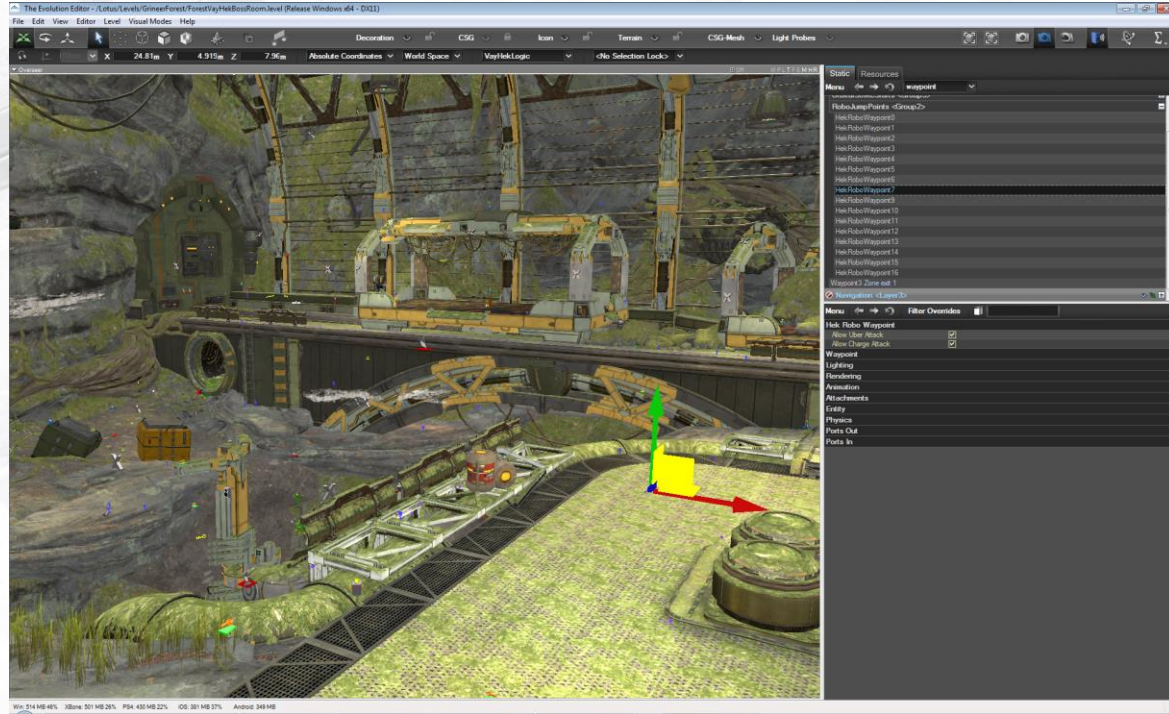 The Evolution Editor - /Lotus/Levels/GrineerForest/ForestVayHekBossRoom.level (Release Windows x64 - DX11)
File Edit View Editor Level Visual Modes Help
Decoration CSG Icon Terrain CSG-Mesh Light Probes
X 24.81m Y 4.919m Z 7.96m Absolute Coordinates World Space VayHekLogic <No Selection Lock>
Overseer
Static Resources
Menu waypoint
RoboJumpPoints <Group2>
HekRoboWaypoint0
HekRoboWaypoint1
HekRoboWaypoint2
HekRoboWaypoint3
HekRoboWaypoint4
HekRoboWaypoint5
HekRoboWaypoint6
HekRoboWaypoint7
HekRoboWaypoint9
HekRoboWaypoint10
HekRoboWaypoint11
HekRoboWaypoint12
HekRoboWaypoint13
HekRoboWaypoint14
HekRoboWaypoint15
HekRoboWaypoint16
Waypoint3 Zone exit 1
Navigation <Layer3>
Menu Filter Overrides
Hek Robo Waypoint
Allow Uber Attack
Allow Charge Attack
Waypoint
Lighting
Rendering
Animation
Attachments
Entity
Physics
Ports Out
Ports In
Win: 514 MB 46% XBone: 501 MB 26% PS4: 430 MB 22% iOS: 381 MB 37% Android: 349 MB